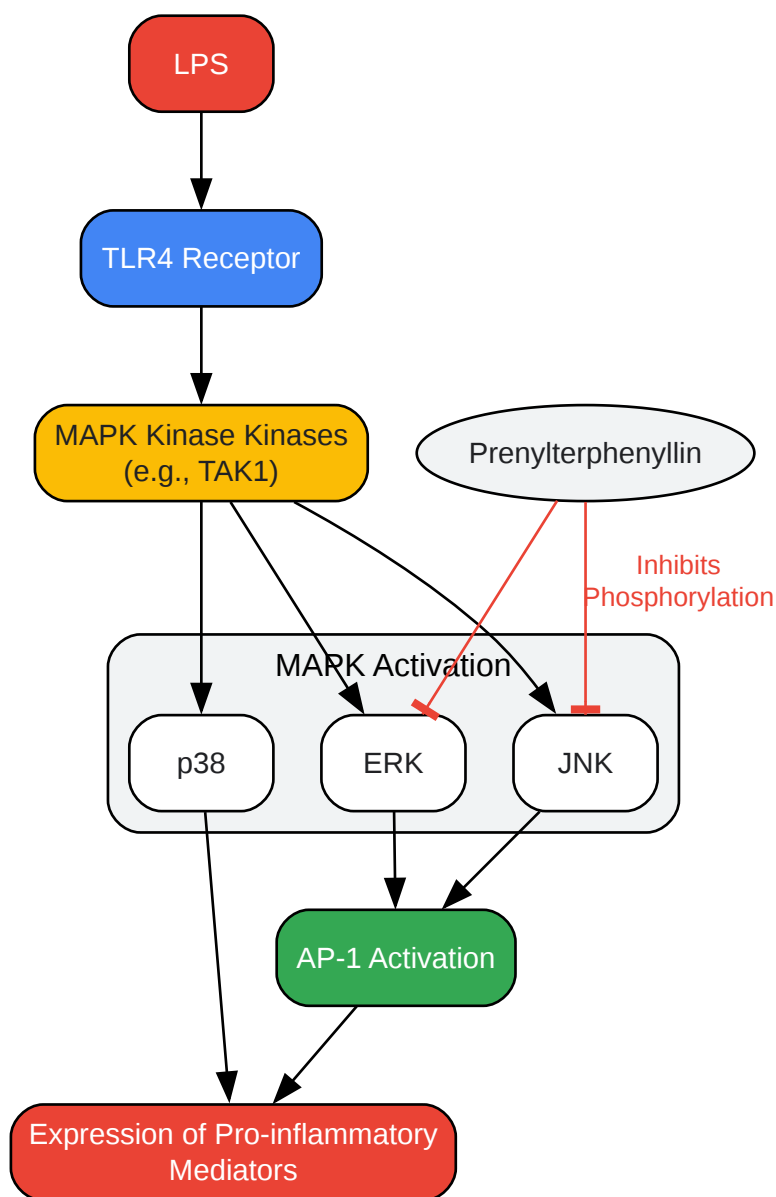 LPS
TLR4 Receptor
MAPK Kinase Kinases
(e.g., TAK1)
Prenylterphenyllin
Inhibits
Phosphorylation
MAPK Activation
p38
ERK
JNK
AP-1 Activation
Expression of Pro-inflammatory
Mediators